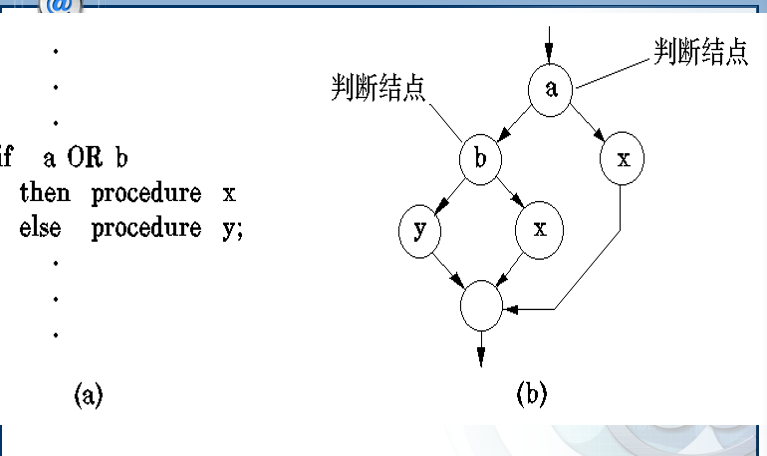 @
.
.
.
if a OR b
then procedure x
else procedure y;
.
.
.
(a)
判断结点
判断结点
a
b
x
y
x
(b)